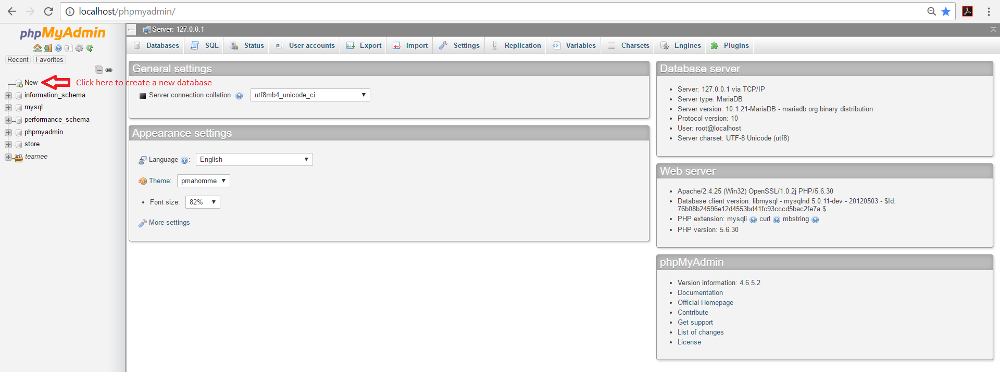 localhost/phpmyadmin/
phpMyAdmin
Recent Favorites
New
Click here to create a new database
information_schema
mysql
performance_schema
phpmyadmin
store
teamee
Server: 127.0.0.1
Databases SQL Status User accounts Export Import Settings Replication Variables Charsets Engines Plugins
General settings
Server connection collation : utf8mb4_unicode_ci
Appearance settings
Language : English
Theme: pmahomme
Font size: 82%
More settings
Database server
Server: 127.0.0.1 via TCP/IP
Server type: MariaDB
Server version: 10.1.21-MariaDB - mariadb.org binary distribution
Protocol version: 10
User: root@localhost
Server charset: UTF-8 Unicode (utf8)
Web server
Apache/2.4.25 (Win32) OpenSSL/1.0.2j PHP/5.6.30
Database client version: libmysql - mysqlnd 5.0.11-dev - 20120503 - $Id:
76b08b24596e12d4553bd41fc93cccd5bac2fe7a $
PHP extension: mysqli curl mbstring
PHP version: 5.6.30
phpMyAdmin
Version information: 4.6.5.2
Documentation
Official Homepage
Contribute
Get support
List of changes
License